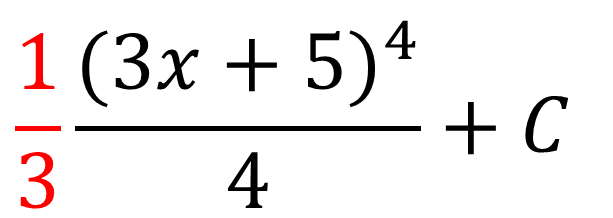 1/3 (3x + 5)⁴/4 + C